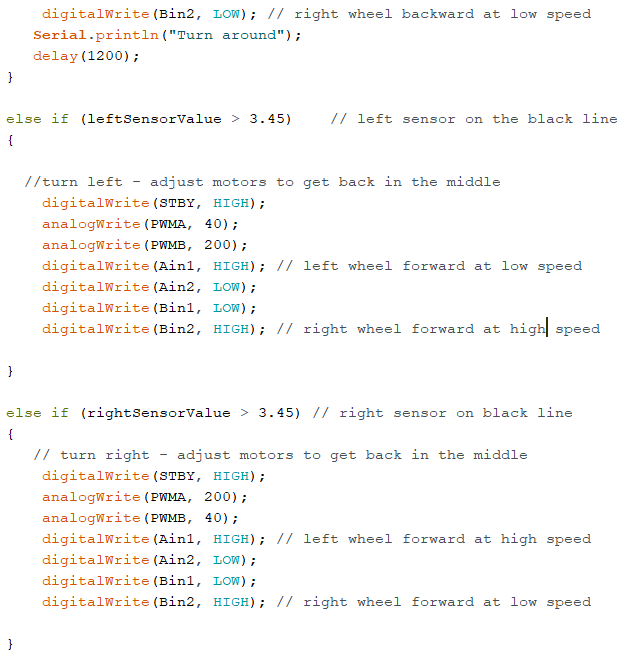 digitalWrite(Bin2, LOW); // right wheel backward at low speed
Serial.println("Turn around");
delay(1200);
}
else if (leftSensorValue > 3.45)    // left sensor on the black line
{
//turn left - adjust motors to get back in the middle
digitalWrite(STBY, HIGH);
analogWrite(PWMA, 40);
analogWrite(PWMB, 200);
digitalWrite(Ain1, HIGH); // left wheel forward at low speed
digitalWrite(Ain2, LOW);
digitalWrite(Bin1, LOW);
digitalWrite(Bin2, HIGH); // right wheel forward at high speed
}
else if (rightSensorValue > 3.45) // right sensor on black line
{
// turn right - adjust motors to get back in the middle
digitalWrite(STBY, HIGH);
analogWrite(PWMA, 200);
analogWrite(PWMB, 40);
digitalWrite(Ain1, HIGH); // left wheel forward at high speed
digitalWrite(Ain2, LOW);
digitalWrite(Bin1, LOW);
digitalWrite(Bin2, HIGH); // right wheel forward at low speed
}